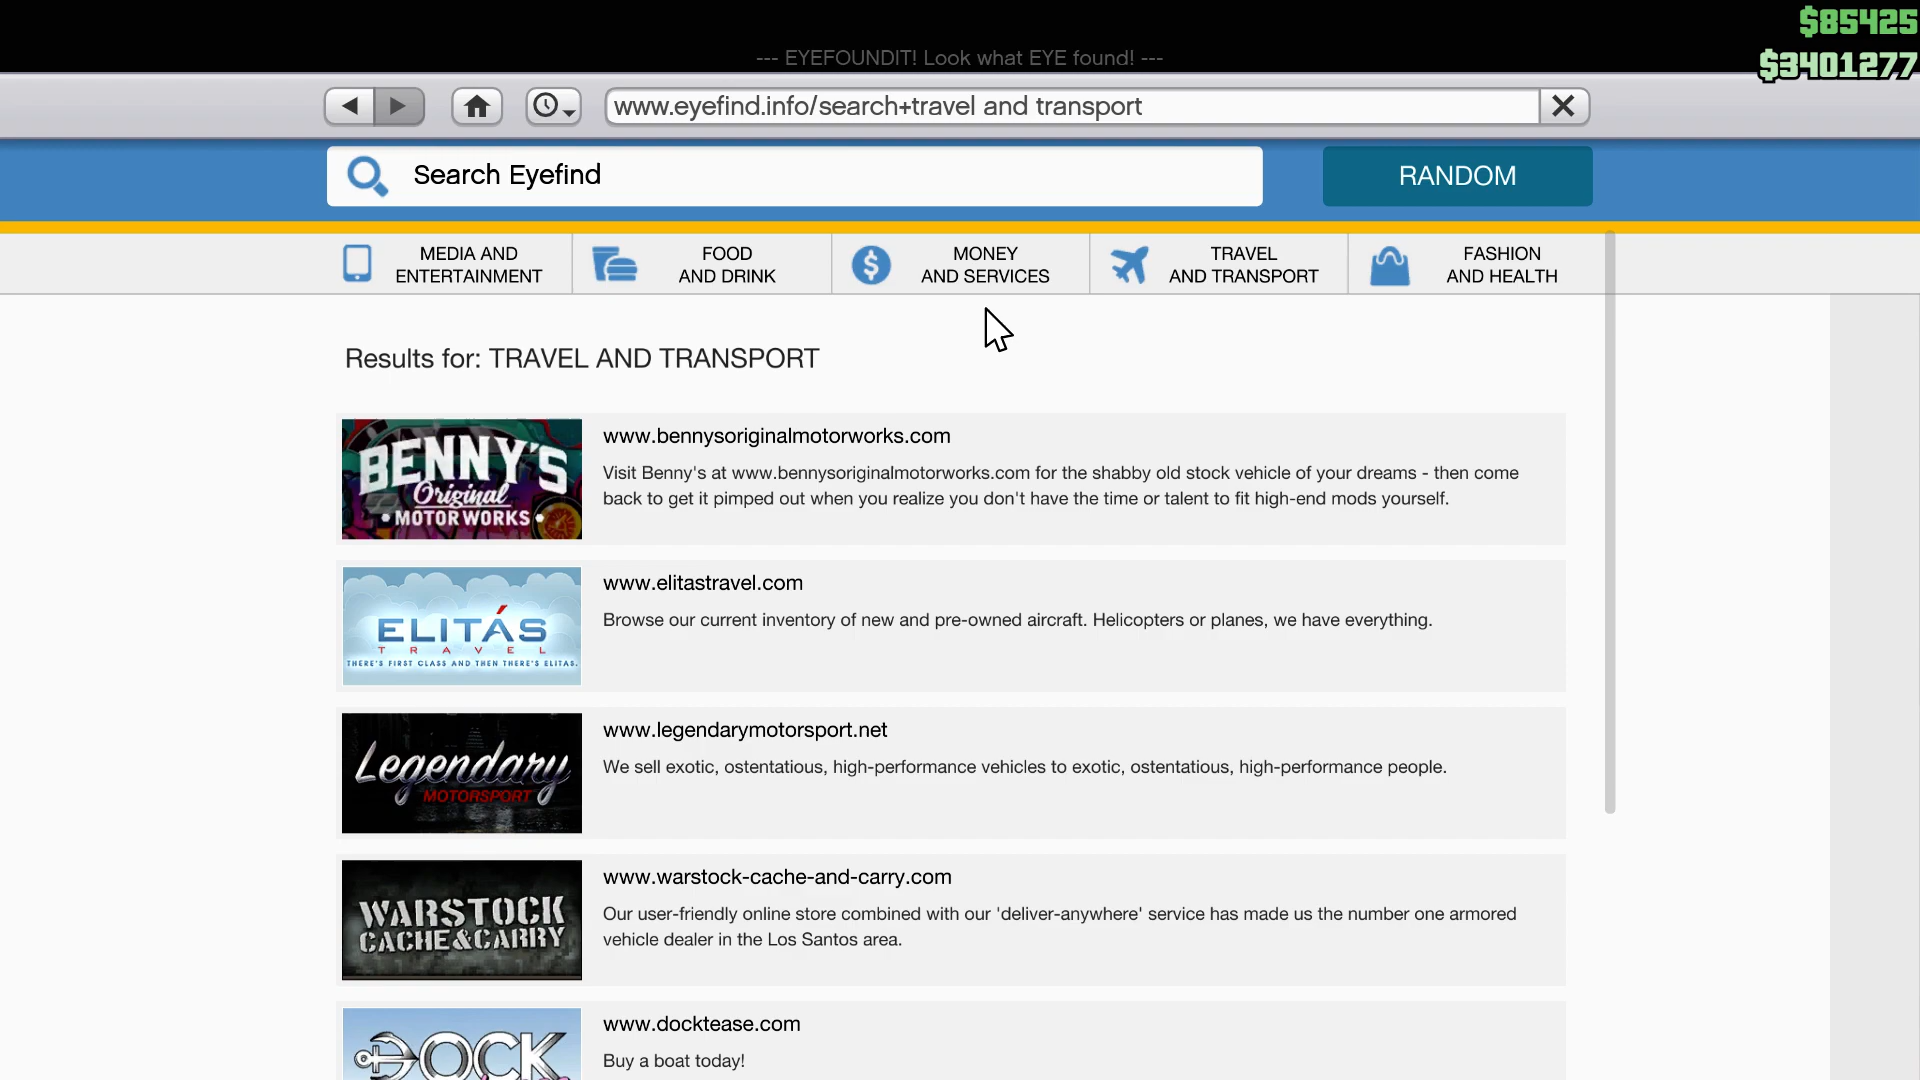 $85425
--- EYEFOUNDIT! Look what EYE found! ---
$3401277
www.eyefind.info/search+travel and transport
Search Eyefind
RANDOM
MEDIA AND
ENTERTAINMENT
FOOD
AND DRINK
MONEY
AND SERVICES
TRAVEL
AND TRANSPORT
FASHION
AND HEALTH
Results for: TRAVEL AND TRANSPORT
BENNY'S
Original
MOTOR WORKS
www.bennysoriginalmotorworks.com
Visit Benny's at www.bennysoriginalmotorworks.com for the shabby old stock vehicle of your dreams - then come
back to get it pimped out when you realize you don't have the time or talent to fit high-end mods yourself.
ELITÁS
TRAVEL
THERE'S FIRST CLASS AND THEN THERE'S ELITAS.
www.elitastravel.com
Browse our current inventory of new and pre-owned aircraft. Helicopters or planes, we have everything.
Legendary
MOTORSPORT
www.legendarymotorsport.net
We sell exotic, ostentatious, high-performance vehicles to exotic, ostentatious, high-performance people.
WARSTOCK
CACHE&CARRY
www.warstock-cache-and-carry.com
Our user-friendly online store combined with our 'deliver-anywhere' service has made us the number one armored
vehicle dealer in the Los Santos area.
DOCK
www.docktease.com
Buy a boat today!